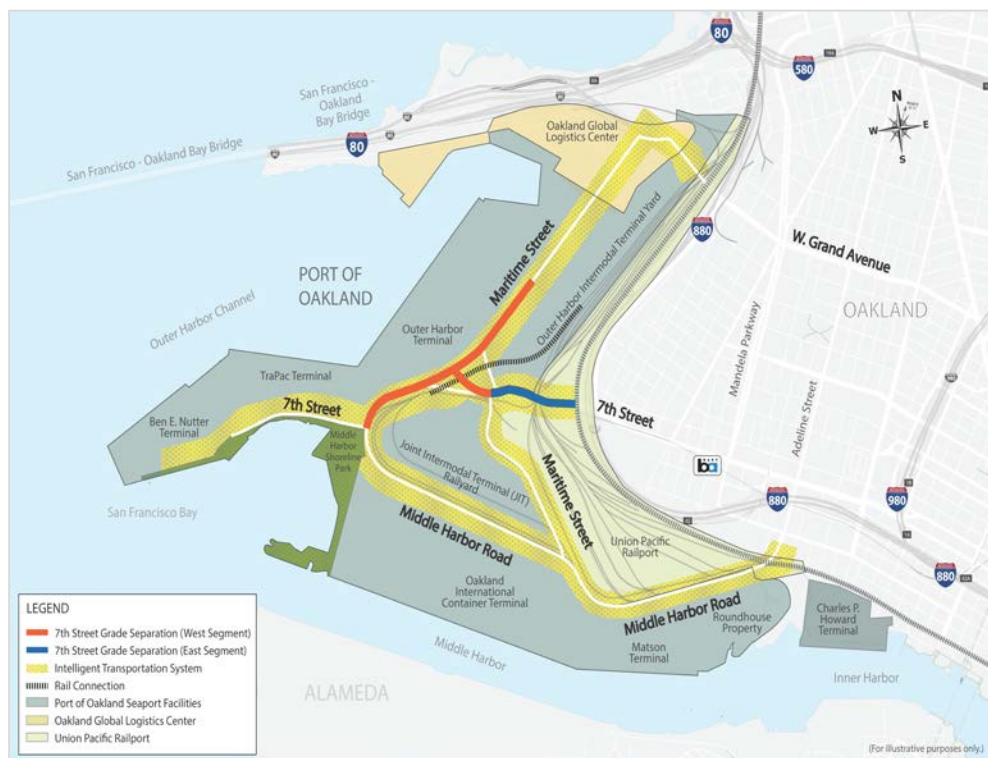 80
580
San Francisco -
Oakland
Bay Bridge
80
San Francisco - Oakland Bay Bridge
Oakland Global
Logistics Center
N
W
E
S
880
W. Grand Avenue
Maritime Street
Outer Harbor Intermodal Terminal Yard
PORT OF
OAKLAND
OAKLAND
Outer Harbor Channel
Outer Harbor
Terminal
Mandela Parkway
Adeline Street
TraPac Terminal
7th Street
7th Street
Ben E. Nutter
Terminal
Middle
Harbor
Shoreline
Park
Joint Intermodal Terminal (JIT)
Railyard
Maritime Street
ba
880
980
San Francisco Bay
Middle Harbor Road
Union Pacific
Railport
880
Oakland
International
Container Terminal
Middle Harbor Road
Roundhouse
Property
Charles P.
Howard
Terminal
Matson
Terminal
Middle Harbor
Inner Harbor
ALAMEDA
LEGEND
7th Street Grade Separation (West Segment)
7th Street Grade Separation (East Segment)
Intelligent Transportation System
Rail Connection
Port of Oakland Seaport Facilities
Oakland Global Logistics Center
Union Pacific Railport
(For illustrative purposes only.)